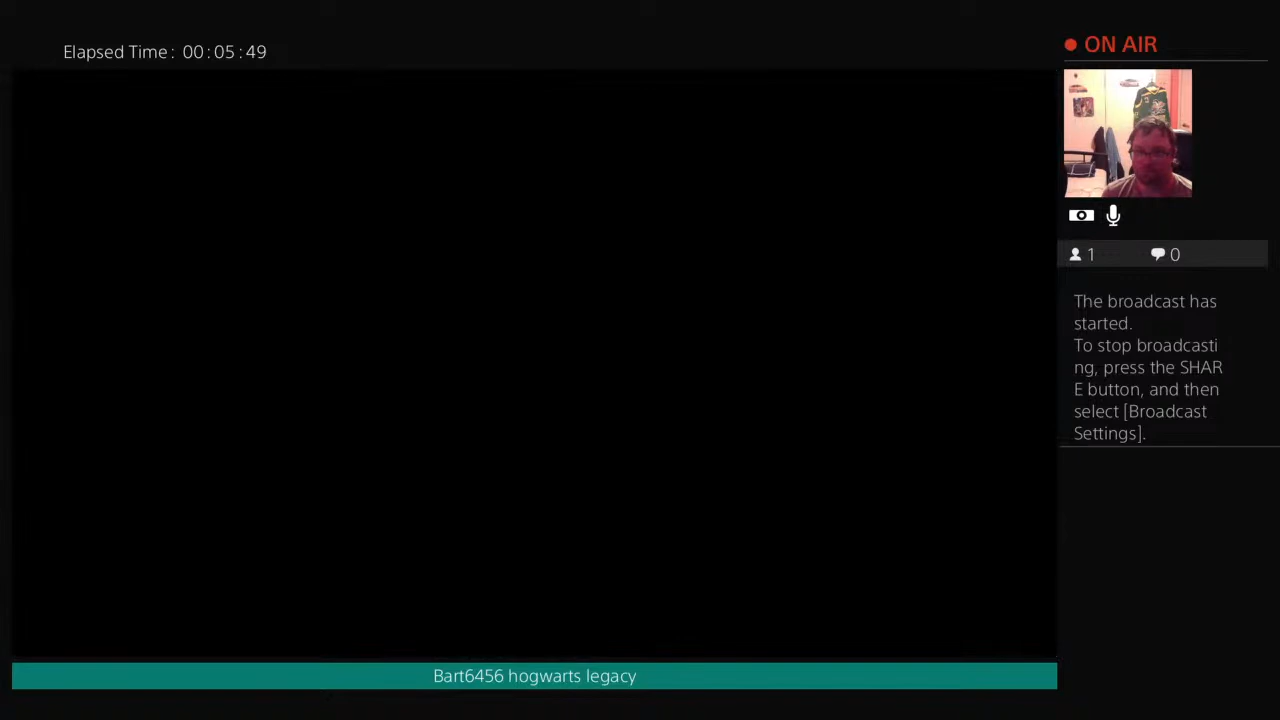 Elapsed Time: 00:05:49
ON AIR
1 0
The broadcast has
started.
To stop broadcasti
ng, press the SHAR
E button, and then
select [Broadcast
Settings].
Bart6456 hogwarts legacy